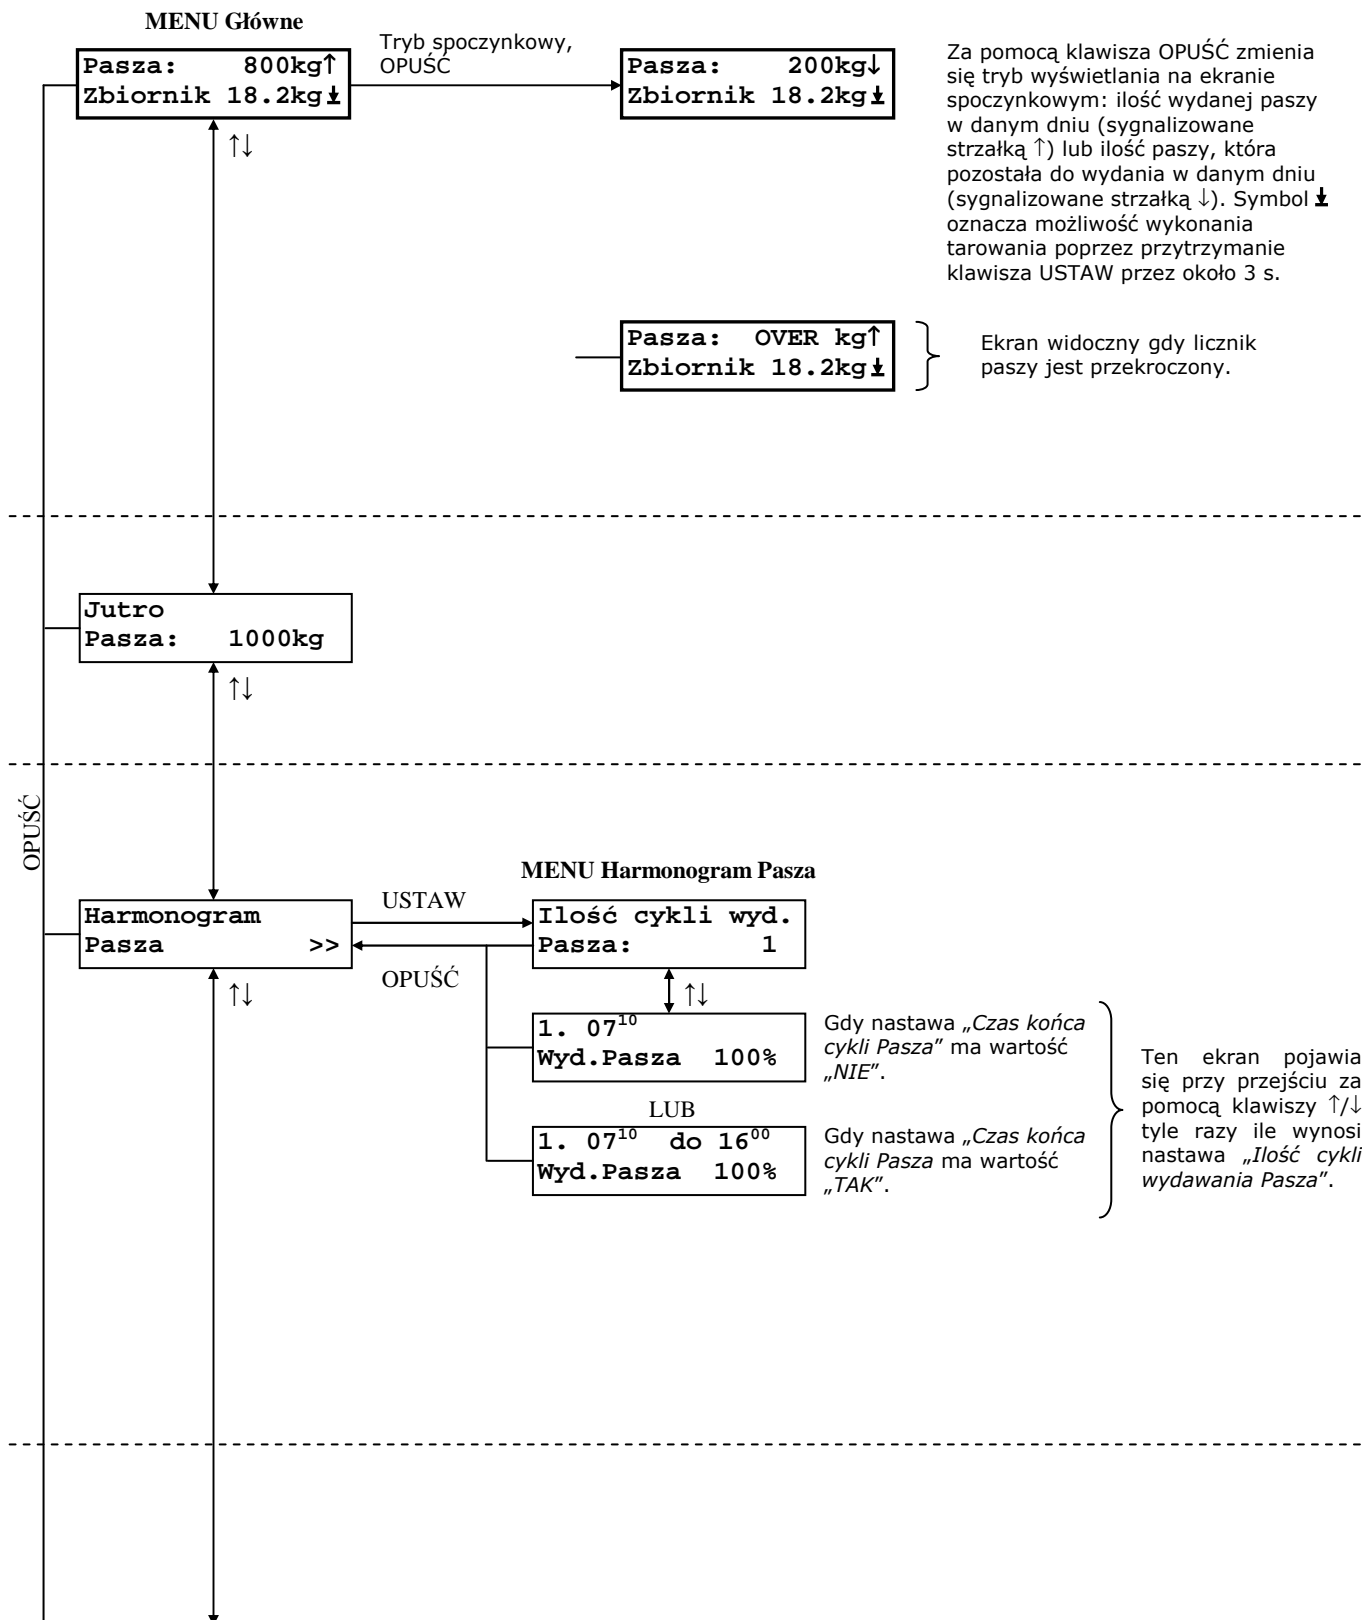 MENU Główne
Pasza: 800kg↑
Zbiornik 18.2kg↧
Tryb spoczynkowy,
OPUŚĆ
Pasza: 200kg↓
Zbiornik 18.2kg↧
Za pomocą klawisza OPUŚĆ zmienia
się tryb wyświetlania na ekranie
spoczynkowym: ilość wydanej paszy
w danym dniu (sygnalizowane
strzałką ↑) lub ilość paszy, która
pozostała do wydania w danym dniu
(sygnalizowane strzałką ↓). Symbol ↧
oznacza możliwość wykonania
tarowania poprzez przytrzymanie
klawisza USTAW przez około 3 s.
↑↓
Pasza: OVER kg↑
Zbiornik 18.2kg↧
Ekran widoczny gdy licznik
paszy jest przekroczony.
Jutro
Pasza: 1000kg
↑↓
OPUŚĆ
MENU Harmonogram Pasza
Harmonogram
Pasza >>
USTAW
OPUŚĆ
Ilość cykli wyd.
Pasza: 1
↑↓
↑↓
1. 07¹⁰
Wyd.Pasza 100%
Gdy nastawa „Czas końca
cykli Pasza” ma wartość
„NIE”.
LUB
1. 07¹⁰ do 16⁰⁰
Wyd.Pasza 100%
Gdy nastawa „Czas końca
cykli Pasza ma wartość
„TAK”.
Ten ekran pojawia
się przy przejściu za
pomocą klawiszy ↑/↓
tyle razy ile wynosi
nastawa „Ilość cykli
wydawania Pasza”.